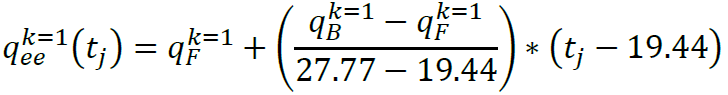 $q_{ee}^{k=1}(t_j) = q_F^{k=1} + \left( \frac{q_B^{k=1} - q_F^{k=1}}{27.77 - 19.44} \right) * (t_j - 19.44)$